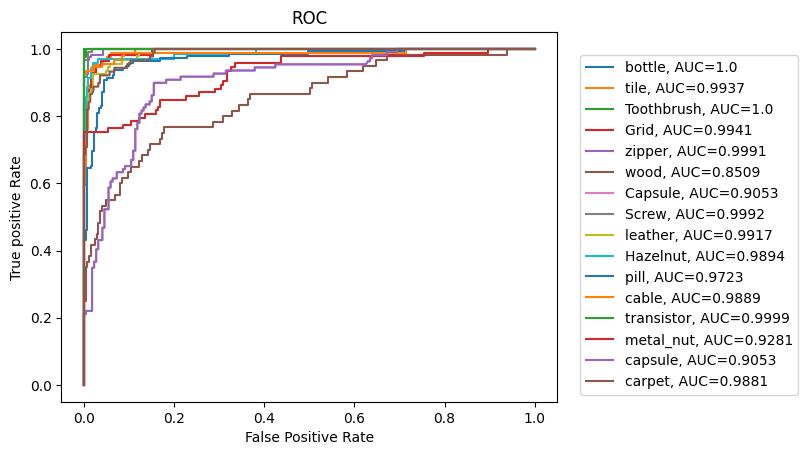 ROC
True positive Rate
1.0
0.8
0.6
0.4
0.2
0.0
0.0 0.2 0.4 0.6 0.8 1.0
False Positive Rate
bottle, AUC=1.0
tile, AUC=0.9937
Toothbrush, AUC=1.0
Grid, AUC=0.9941
zipper, AUC=0.9991
wood, AUC=0.8509
Capsule, AUC=0.9053
Screw, AUC=0.9992
leather, AUC=0.9917
Hazelnut, AUC=0.9894
pill, AUC=0.9723
cable, AUC=0.9889
transistor, AUC=0.9999
metal_nut, AUC=0.9281
capsule, AUC=0.9053
carpet, AUC=0.9881